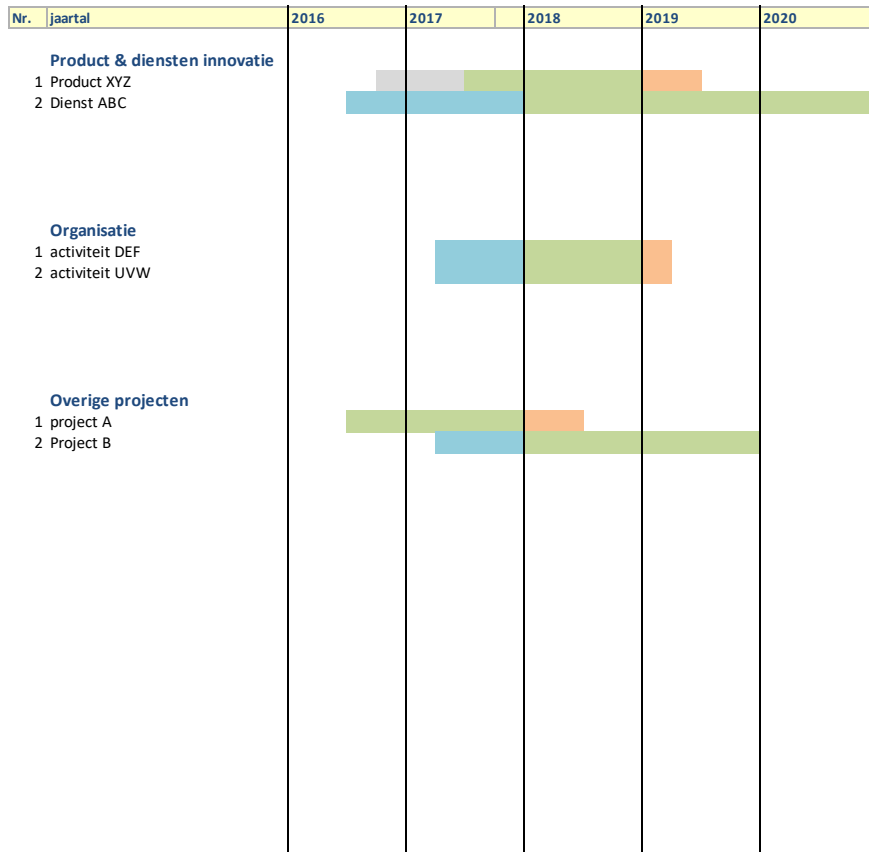 Nr. jaartal 2016 2017 2018 2019 2020
Product & diensten innovatie
1 Product XYZ
2 Dienst ABC
Organisatie
1 activiteit DEF
2 activiteit UVW
Overige projecten
1 project A
2 Project B